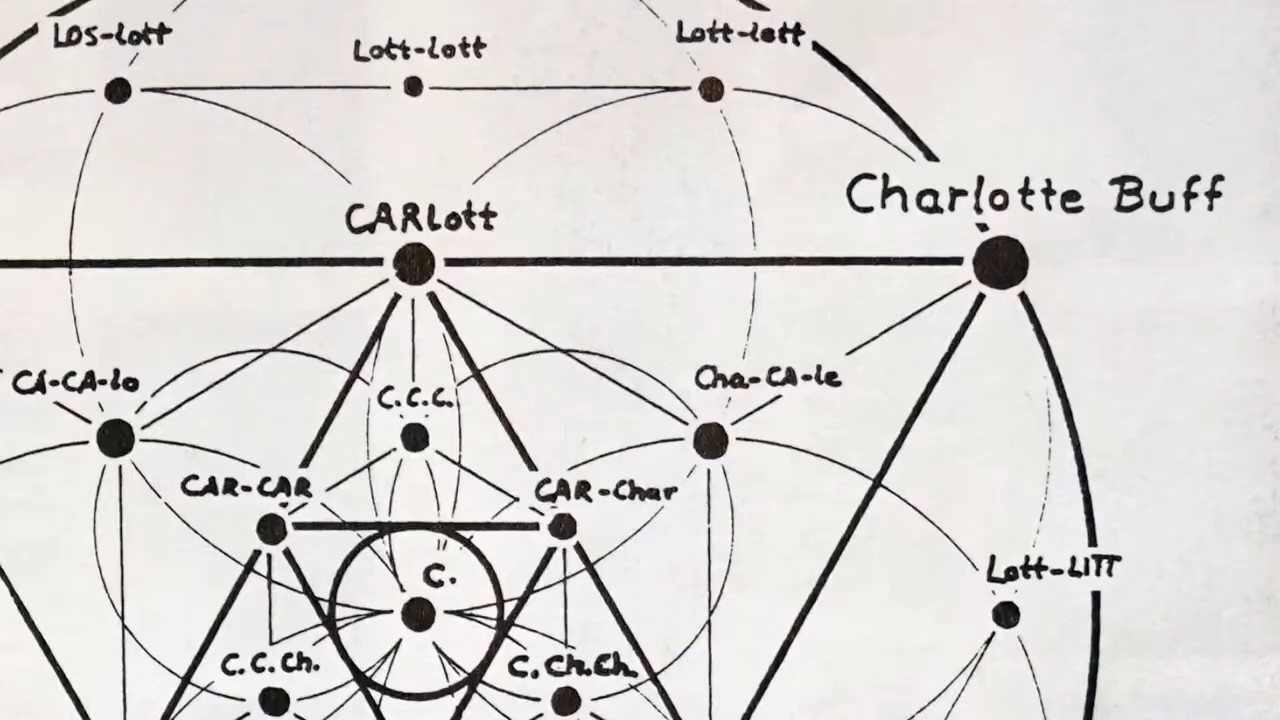 Los-lott
Lott-lott
Lott-lott
CARLott
Charlotte Buff
CA-CA-lo
C.C.C.
Cha-CA-le
CAR-CAR
CAR-Char
C.
Lott-LITT
C.C.Ch.
C.Ch.Ch.